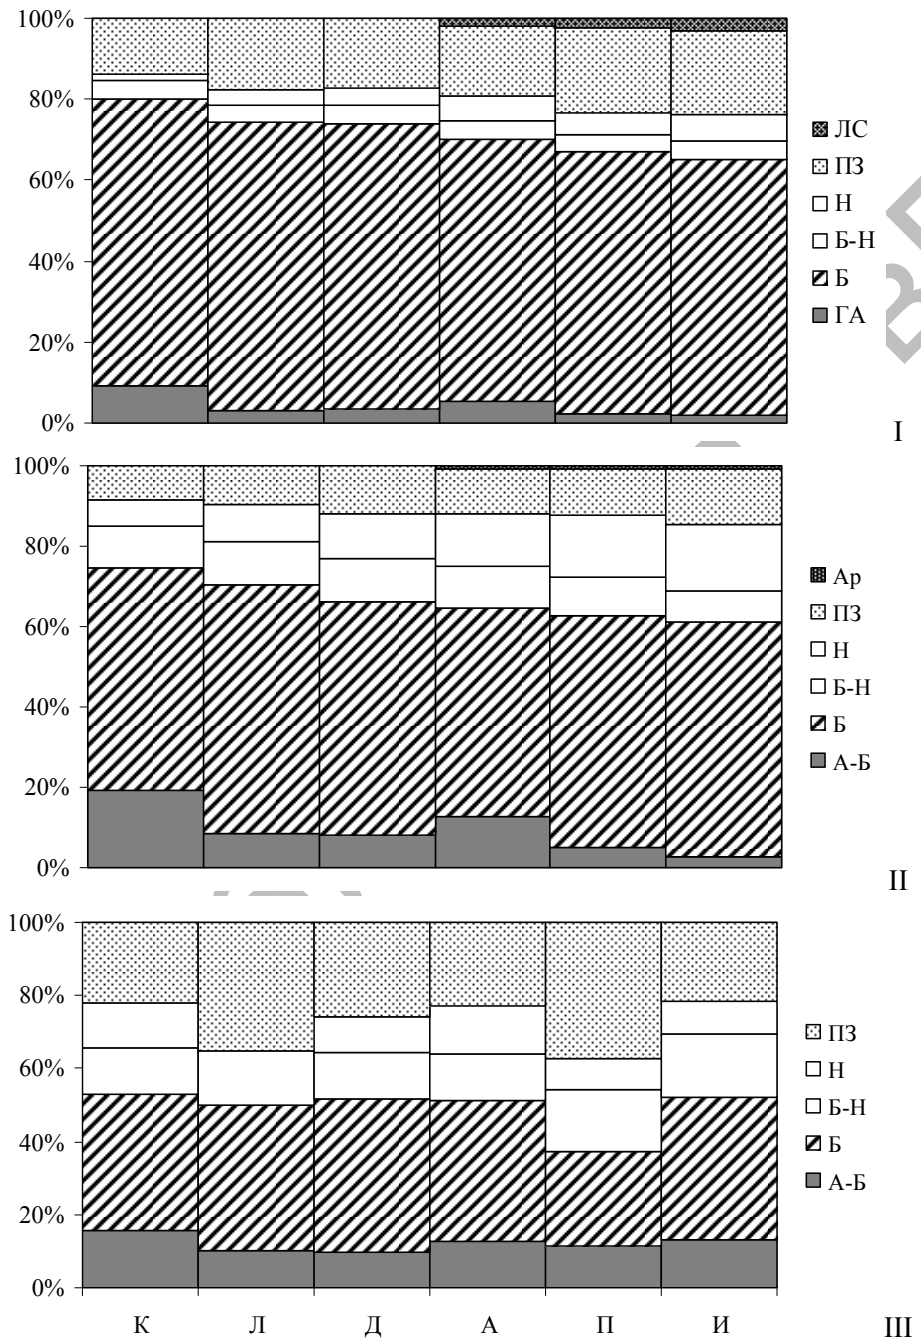 100%
80%
60%
40%
20%
0%
ЛС
ПЗ
Н
Б-Н
Б
ГА
I
100%
80%
60%
40%
20%
0%
Ар
ПЗ
Н
Б-Н
Б
А-Б
II
100%
80%
60%
40%
20%
0%
ПЗ
Н
Б-Н
Б
А-Б
К Л Д А П И
III